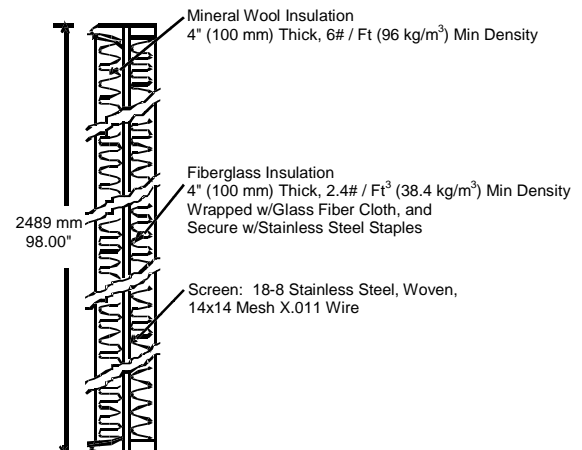 Mineral Wool Insulation
4" (100 mm) Thick, 6# / Ft (96 kg/m³) Min Density
Fiberglass Insulation
4" (100 mm) Thick, 2.4# / Ft³ (38.4 kg/m³) Min Density
Wrapped w/Glass Fiber Cloth, and
Secure w/Stainless Steel Staples
2489 mm
98.00"
Screen: 18-8 Stainless Steel, Woven,
14x14 Mesh X.011 Wire